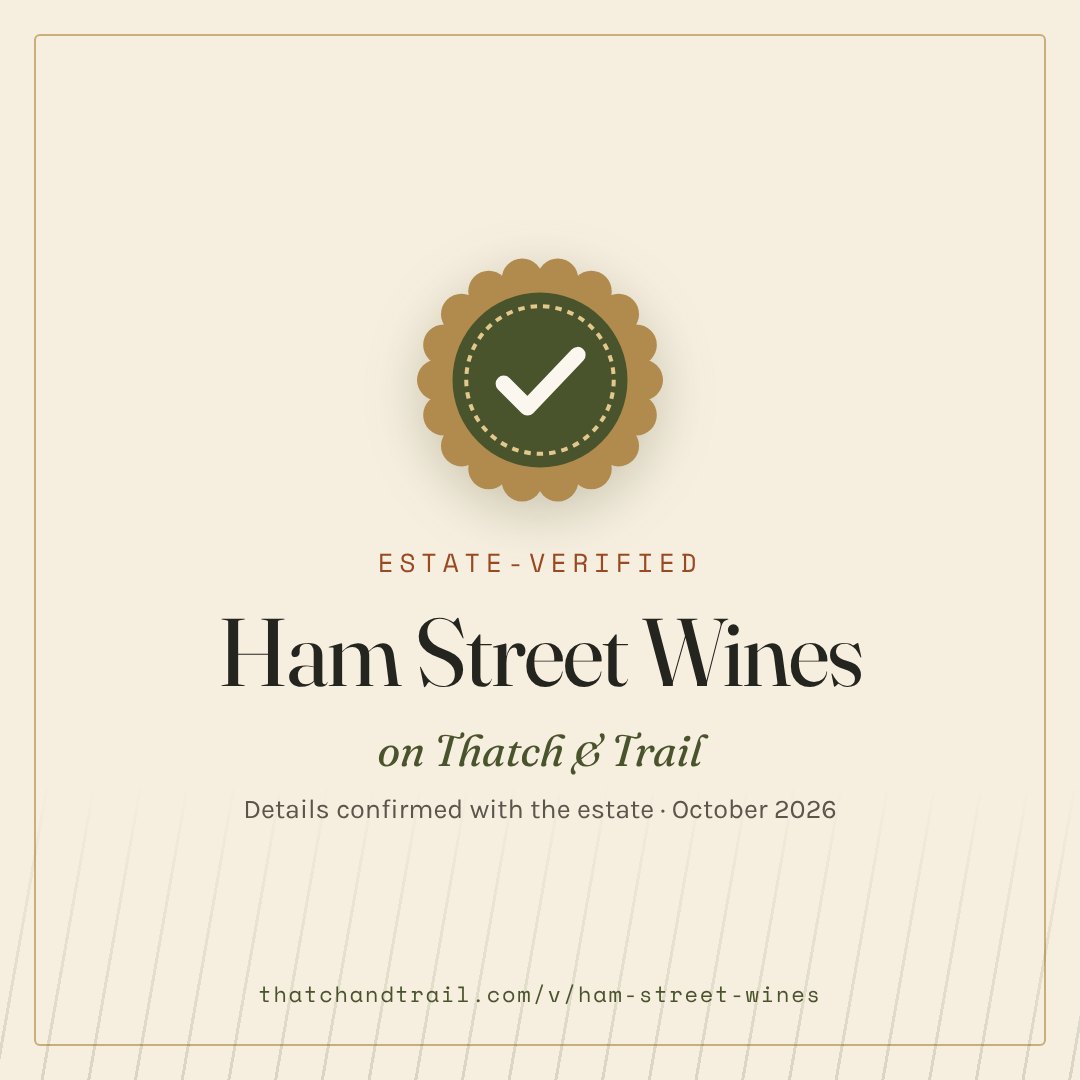 ESTATE-VERIFIED
Ham Street Wines
on Thatch & Trail
Details confirmed with the estate · October 2026
thatchandtrail.com/v/ham-street-wines